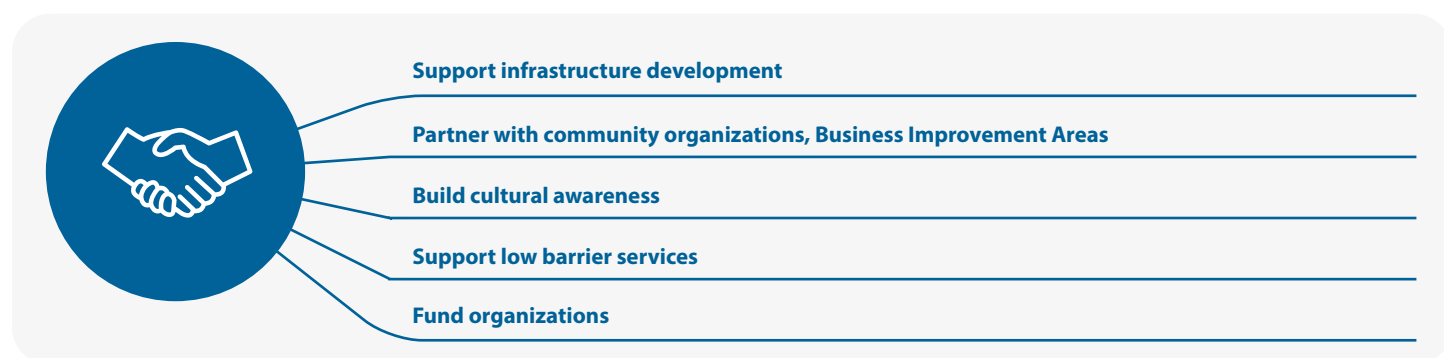 Support infrastructure development
Partner with community organizations, Business Improvement Areas
Build cultural awareness
Support low barrier services
Fund organizations